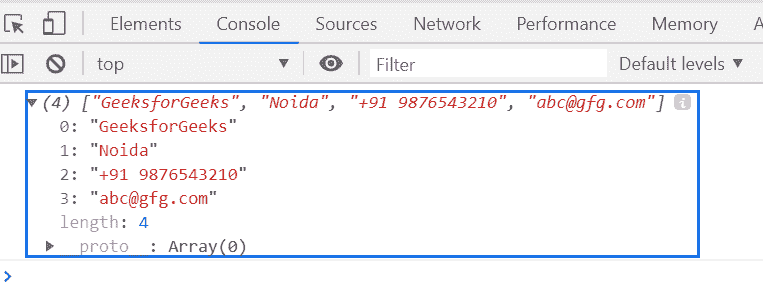 Elements Console Sources Network Performance Memory A
top Filter Default levels
(4) ["GeeksforGeeks", "Noida", "+91 9876543210", "abc@gfg.com"] i
0: "GeeksforGeeks"
1: "Noida"
2: "+91 9876543210"
3: "abc@gfg.com"
length: 4
proto : Array(0)